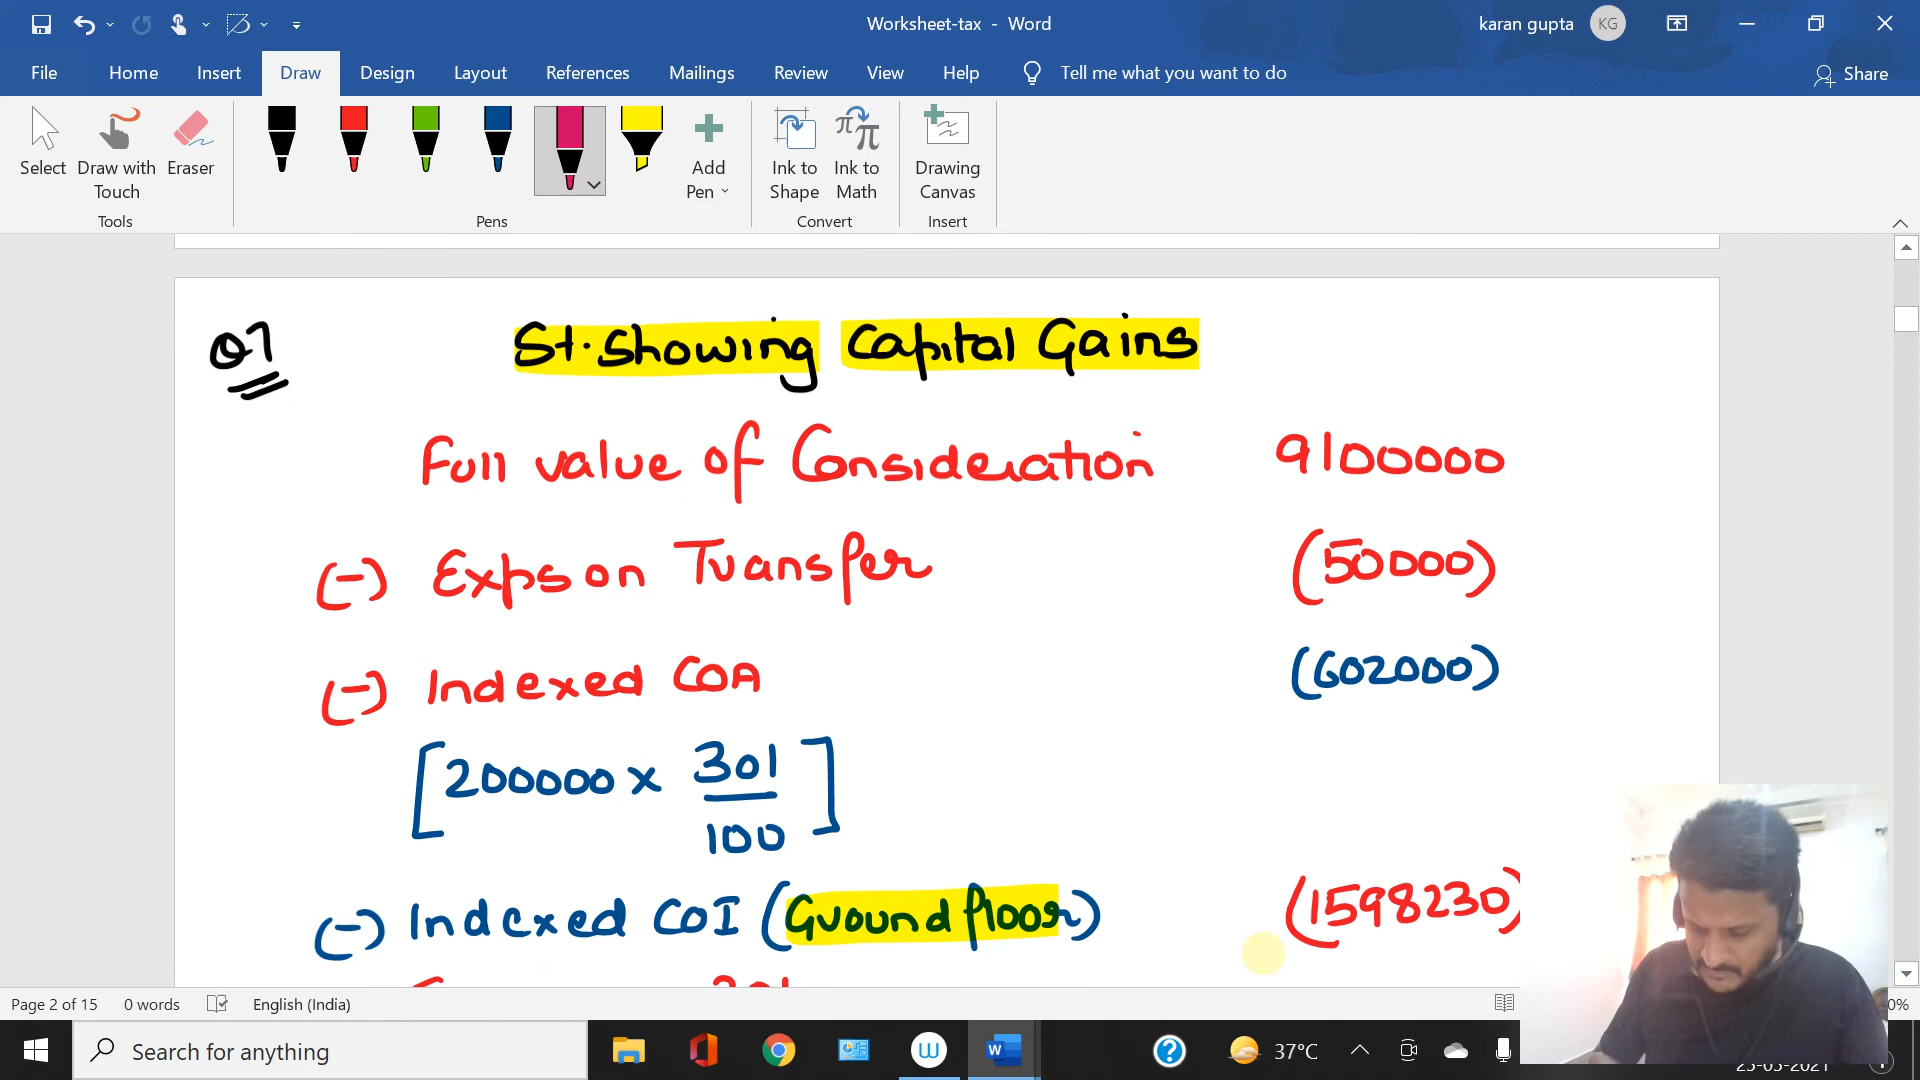 Worksheet-tax - Word
karan gupta KG
File Home Insert Draw Design Layout References Mailings Review View Help Tell me what you want to do Share
Select Draw with Touch Eraser Add Pen Ink to Shape Ink to Math Drawing Canvas
Tools Pens Convert Insert
Q7 St. Showing Capital Gains
Full value of Consideration 9100000
(-) Exps on Transfer (50000)
(-) Indexed COA (602000)
[200000 x 301
100]
(-) Indexed COI (Ground floor) (1598230)
301
Page 2 of 15 0 words English (India) 0%
Search for anything W 37°C